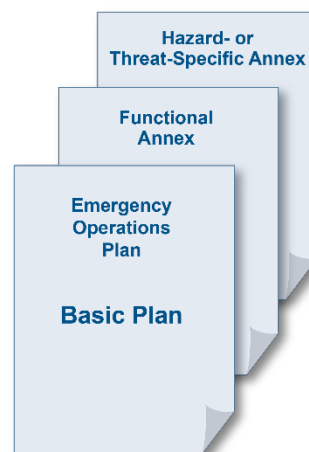 Hazard- or
Threat-Specific Annex
Functional
Annex
Emergency
Operations
Plan
Basic Plan